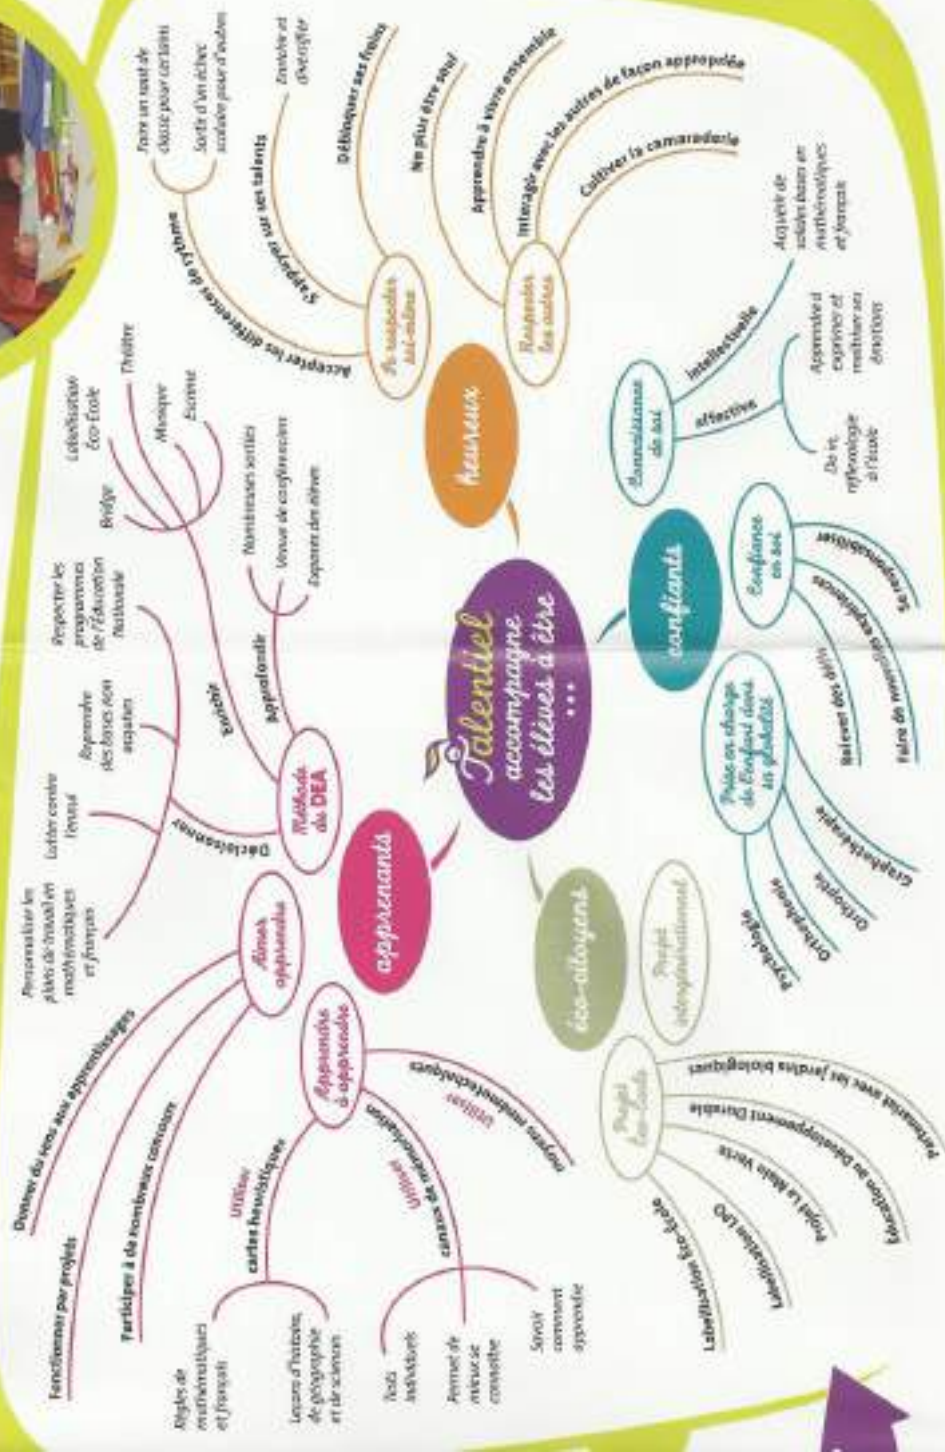 Talentiel
accompagne
les élèves à être
...
heureux
Se respecter
soi-même
Accepter les différences de rythme
Faire un saut de
classe pour certains
Sortir d'un échec
scolaire pour d'autres
S'appuyer sur ses talents
Enrichir et
diversifier
Débloquer ses freins
Respecter
les autres
Ne plus être seul
Apprendre à vivre ensemble
Interagir avec les autres de façon appropriée
Cultiver la camaraderie
confiants
Connaissance
de soi
intellectuelle
Acquérir de
solides bases en
mathématiques
et français
affective
Apprendre à
exprimer et
maîtriser ses
émotions
De la
réflexologie
à l'école
Confiance
en soi
Se responsabiliser
Faire de nouvelles expériences
Relever des défis
Prise en charge
de l'enfant dans
sa globalité
Graphothérapie
Orthoptie
Orthophonie
Psychologie
éco-citoyens
Projet
intergénérationnel
Projet
Partenariat avec les jardins biologiques
Éducation au Développement Durable
Projet La Main Verte
Labellisation LPO
Labellisation Éco-École
apprenants
Méthode
de DEA
Enrichir
Bridge
Labellisation
Éco-École
Théâtre
Musique
Escrime
Approfondir
Nombreuses sorties
Venue de conférenciers
Exposés des élèves
Décloisonner
Respecter les
programmes
de l'Éducation
Nationale
Reprendre
des bases non
acquises
Lutter contre
l'ennui
Personnaliser les
plans de travail en
mathématiques
et français
Aimer
apprendre
Donner du sens aux apprentissages
Fonctionner par projets
Participer à de nombreux concours
Apprendre
à apprendre
Utiliser
cartes heuristiques
Règles de
mathématiques
et français
Leçons d'histoire,
de géographie
et de sciences
Utiliser
canaux de mémorisation
Tests
individuels
Permet de
mieux se
connaître
Savoir
comment
apprendre
Utiliser
moyens mnémotechniques